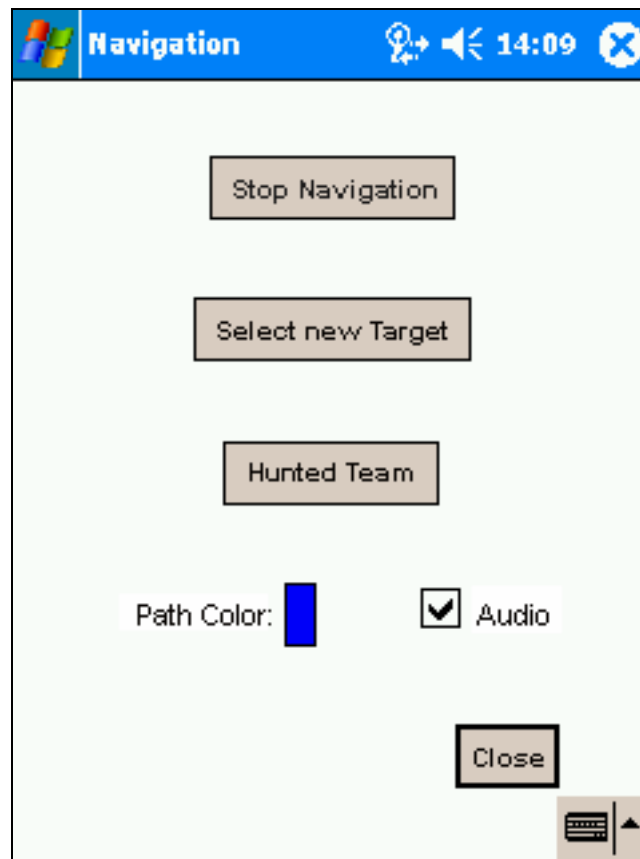 Navigation 14:09
Stop Navigation
Select new Target
Hunted Team
Path Color: Audio
Close